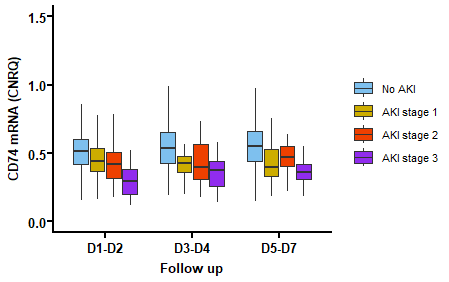 CD74 mRNA (CNRQ)
1.5
1.0
0.5
0.0
D1-D2
D3-D4
D5-D7
Follow up
No AKI
AKI stage 1
AKI stage 2
AKI stage 3